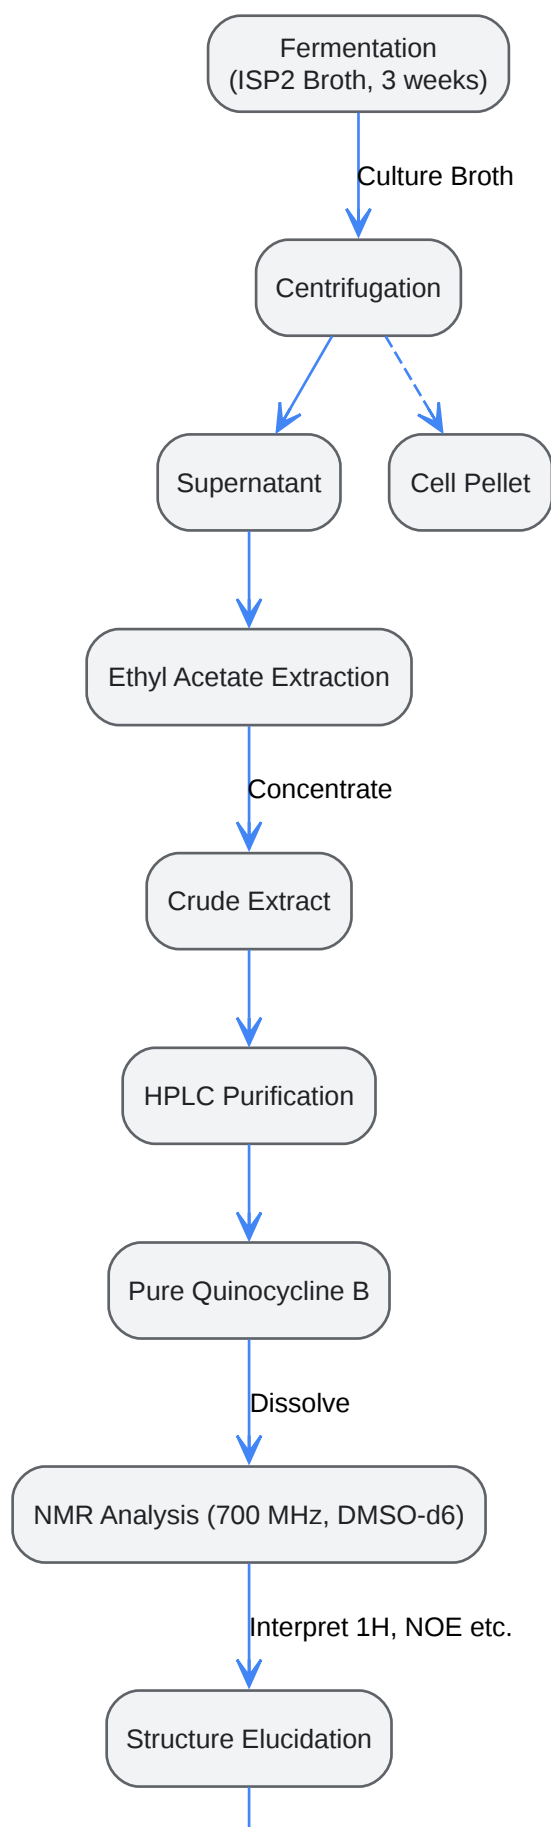 Fermentation
(ISP2 Broth, 3 weeks)
Culture Broth
Centrifugation
Supernatant
Cell Pellet
Ethyl Acetate Extraction
Concentrate
Crude Extract
HPLC Purification
Pure Quinocycline B
Dissolve
NMR Analysis (700 MHz, DMSO-d6)
Interpret 1H, NOE etc.
Structure Elucidation